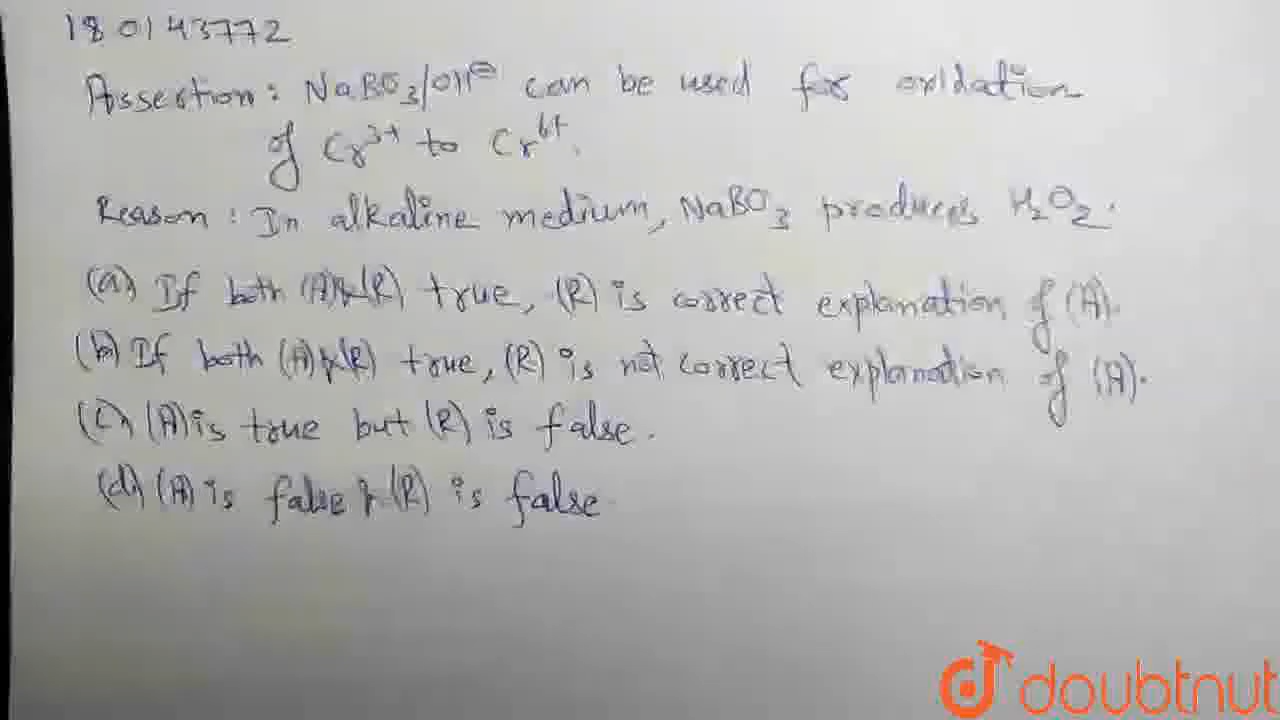 180143772
Assertion: NaBO3/OH⊖ can be used for oxidation
of Cr3+ to Cr6+.
Reason: In alkaline medium, NaBO3 produces H2O2.
(a) If both (A)&(R) true, (R) is correct explanation of (A).
(b) If both (A)&(R) true, (R) is not correct explanation of (A).
(c) (A) is true but (R) is false.
(d) (A) is false & (R) is false.
doubtnut